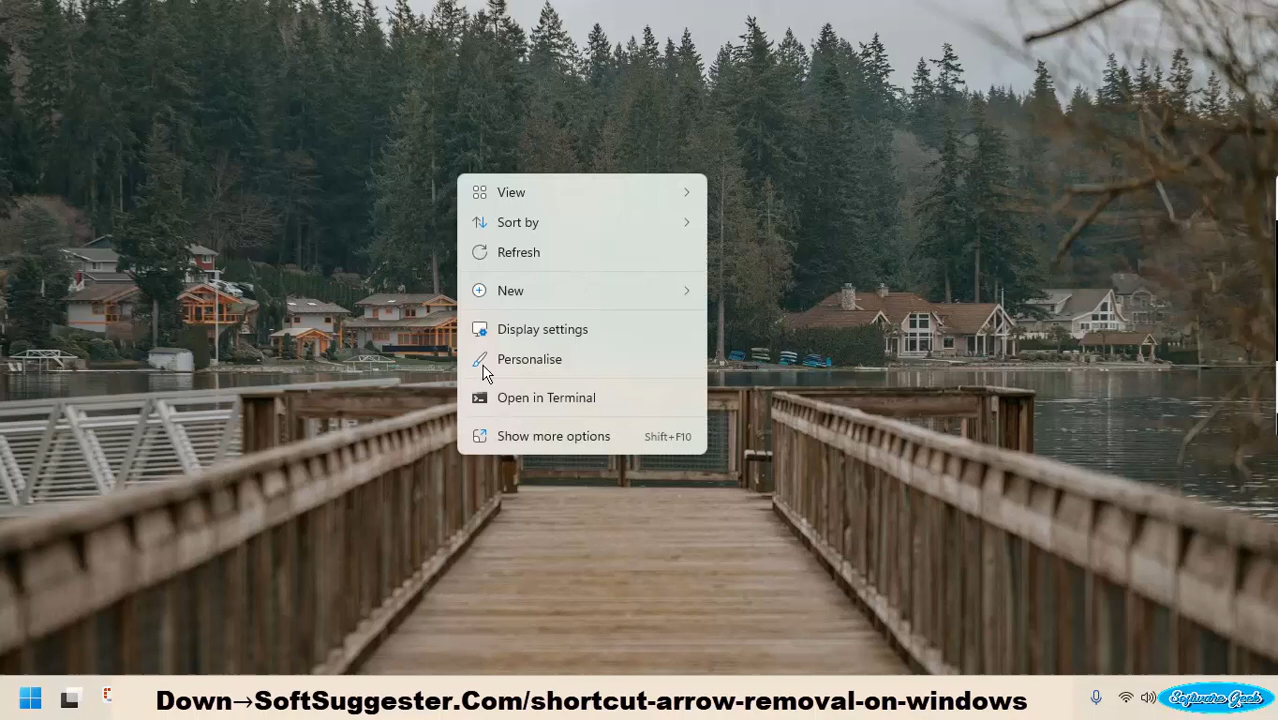 View
Sort by
Refresh
New
Display settings
Personalise
Open in Terminal
Show more options Shift+F10
Down→SoftSuggester.Com/shortcut-arrow-removal-on-windows
Software Geek